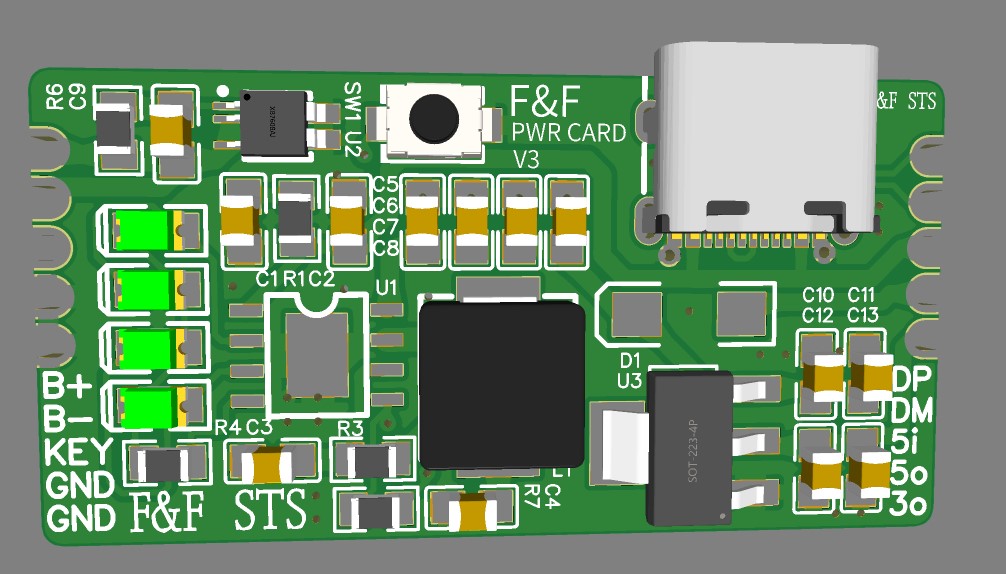 R6 C9
SW1 U2
F&F
PWR CARD
V3
&F STS
C5
C6
C7
C8
C1 R1 C2
U1
C10 C11
C12 C13
D1
U3
SOT-223-4P
B+
B-
KEY
GND
GND
R4 C3
R3
F&F STS
R7 C4
DP
DM
5i
5o
3o